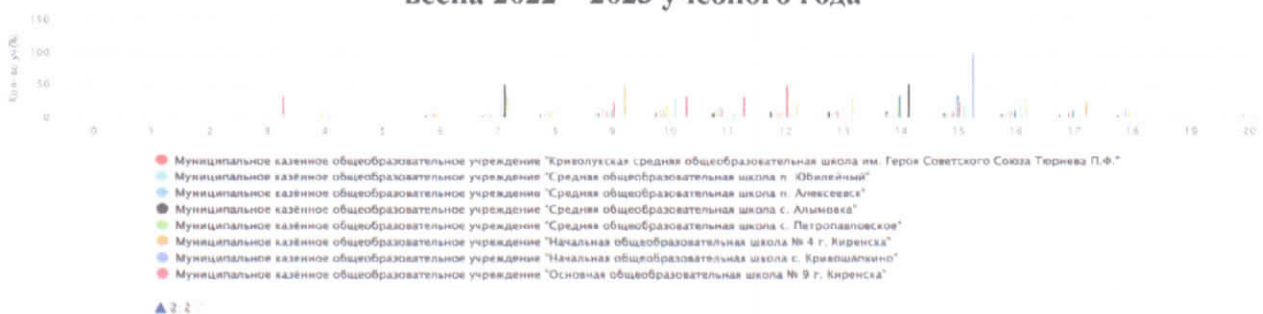 весна 2022 – 2023 учебного года
150
100
50
0
0 1 2 3 4 5 6 7 8 9 10 11 12 13 14 15 16 17 18 19 20
Муниципальное казенное общеобразовательное учреждение "Криволукская средняя общеобразовательная школа им. Героя Советского Союза Тюрнева П.Ф."
Муниципальное казённое общеобразовательное учреждение "Средняя общеобразовательная школа п. Юбилейный"
Муниципальное казённое общеобразовательное учреждение "Средняя общеобразовательная школа п. Алексеевск"
Муниципальное казённое общеобразовательное учреждение "Средняя общеобразовательная школа с. Алымовка"
Муниципальное казённое общеобразовательное учреждение "Средняя общеобразовательная школа с. Петропавловское"
Муниципальное казённое общеобразовательное учреждение "Начальная общеобразовательная школа № 4 г. Киренска"
Муниципальное казённое общеобразовательное учреждение "Начальная общеобразовательная школа с. Кривошапкино"
Муниципальное казённое общеобразовательное учреждение "Основная общеобразовательная школа № 9 г. Киренска"